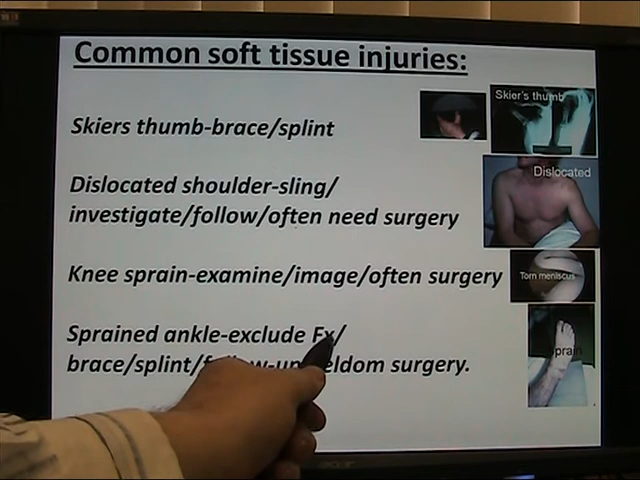 Common soft tissue injuries:
Skiers thumb-brace/splint
Skier's thumb
Dislocated shoulder-sling/
investigate/follow/often need surgery
Dislocated
Knee sprain-examine/image/often surgery
Torn meniscus
Sprained ankle-exclude Fx/
brace/splint/ surgery.